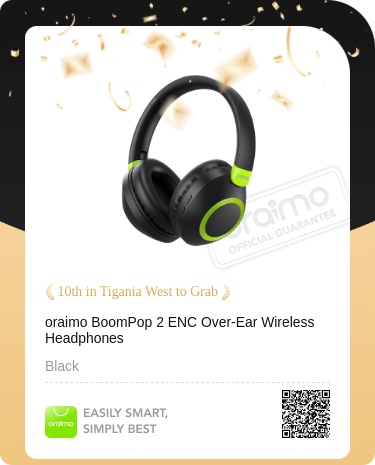 oraimo
OFFICIAL GUARANTEE
10th in Tigania West to Grab
oraimo BoomPop 2 ENC Over-Ear Wireless
Headphones
Black
oraimo
EASILY SMART,
SIMPLY BEST